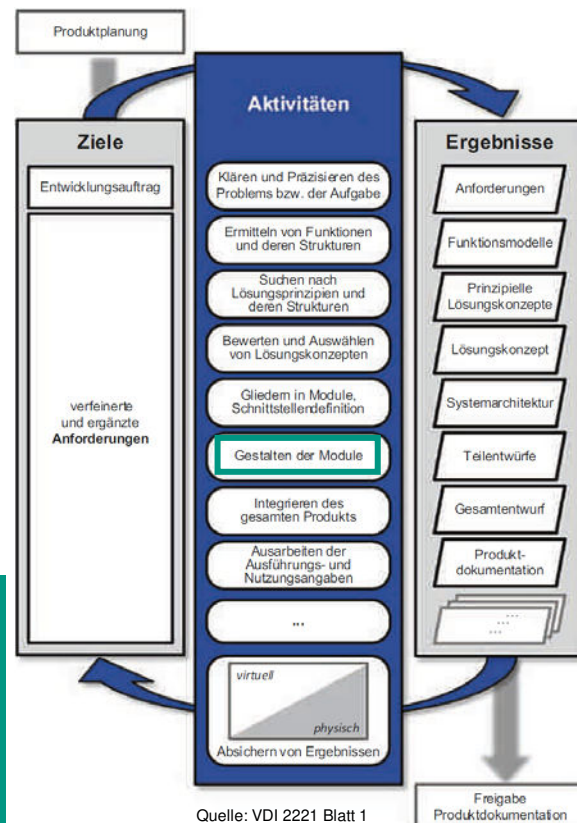 Produktplanung
Aktivitäten
Ziele
Entwicklungsauftrag
verfeinerte
und ergänzte
Anforderungen
Klären und Präzisieren des
Problems bzw. der Aufgabe
Ermitteln von Funktionen
und deren Strukturen
Suchen nach
Lösungsprinzipien und
deren Strukturen
Bewerten und Auswählen
von Lösungskonzepten
Gliedern in Module,
Schnittstellendefinition
Gestalten der Module
Integrieren des
gesamten Produkts
Ausarbeiten der
Ausführungs- und
Nutzungsangaben
...
virtuell
physisch
Absichern von Ergebnissen
Ergebnisse
Anforderungen
Funktionsmodelle
Prinzipielle
Lösungskonzepte
Lösungskonzept
Systemarchitektur
Teilentwürfe
Gesamtentwurf
Produkt-
dokumentation
...
...
...
Freigabe
Produktdokumentation
Quelle: VDI 2221 Blatt 1